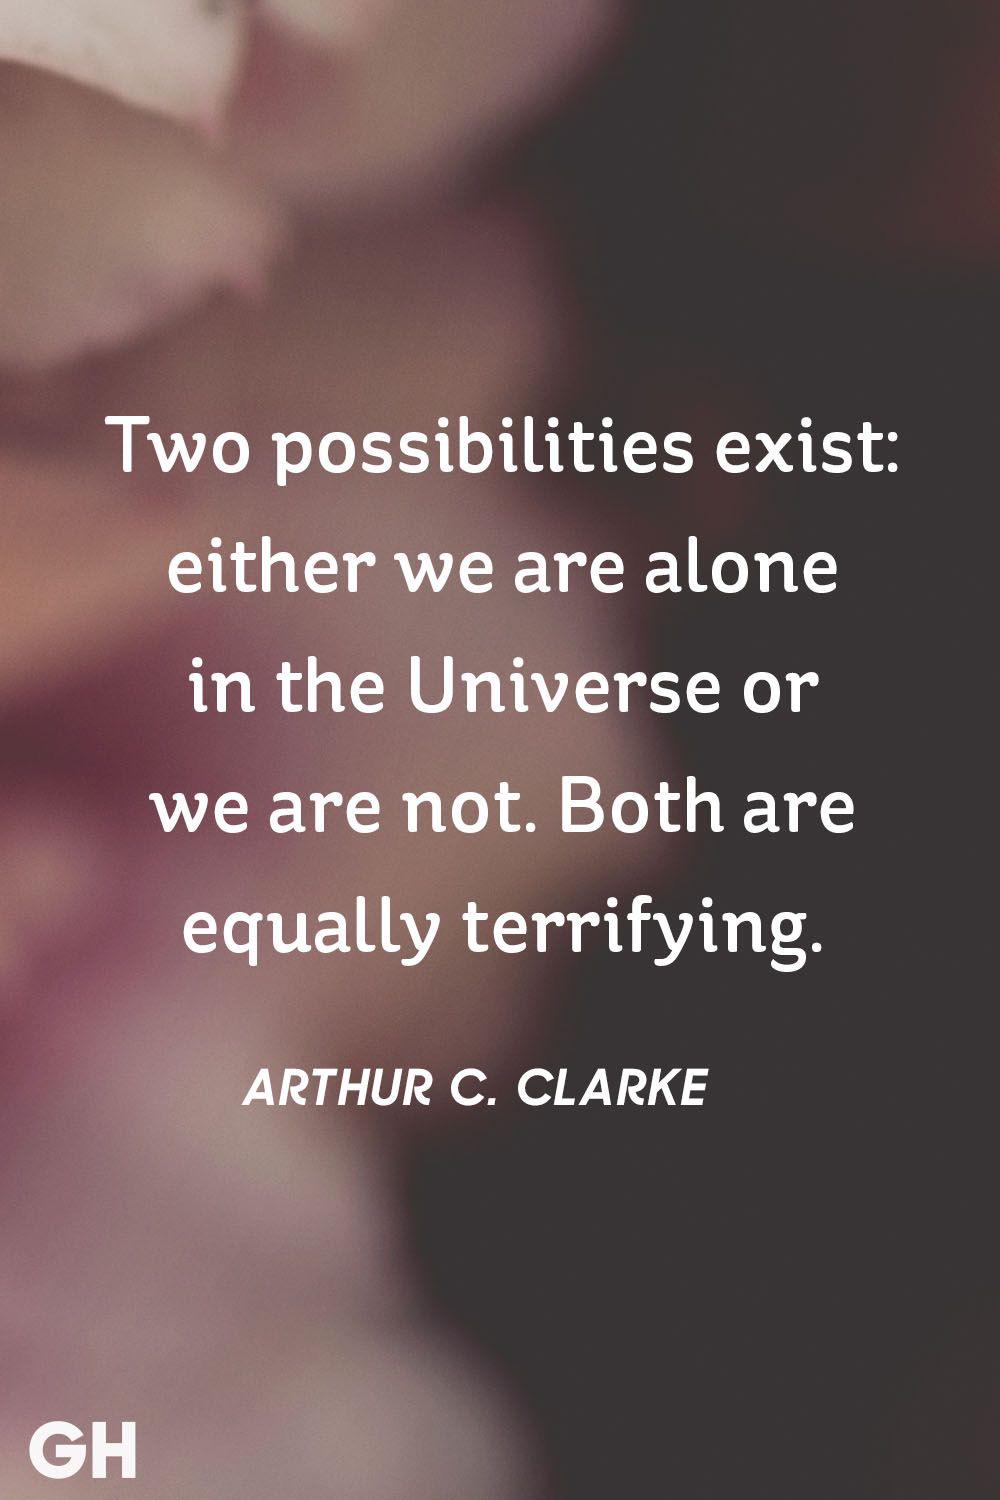 Two possibilities exist:
either we are alone
in the Universe or
we are not. Both are
equally terrifying.
ARTHUR C. CLARKE
GH